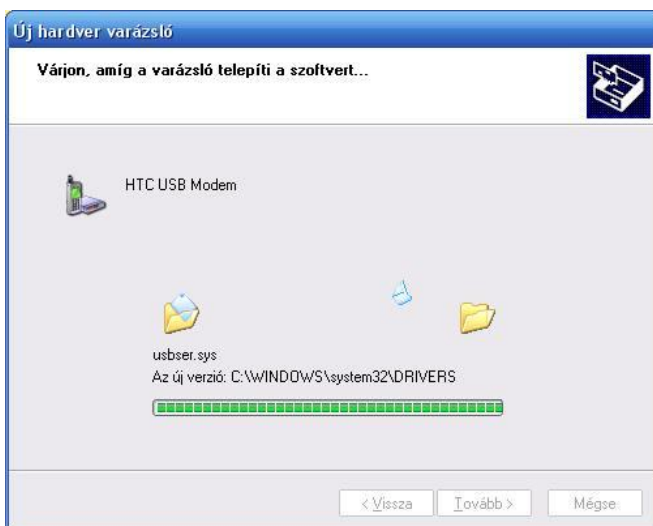 Új hardver varázsló
Várjon, amíg a varázsló telepíti a szoftvert...
HTC USB Modem
usbser.sys
Az új verzió: C:\WINDOWS\system32\DRIVERS
< Vissza Tovább > Mégse